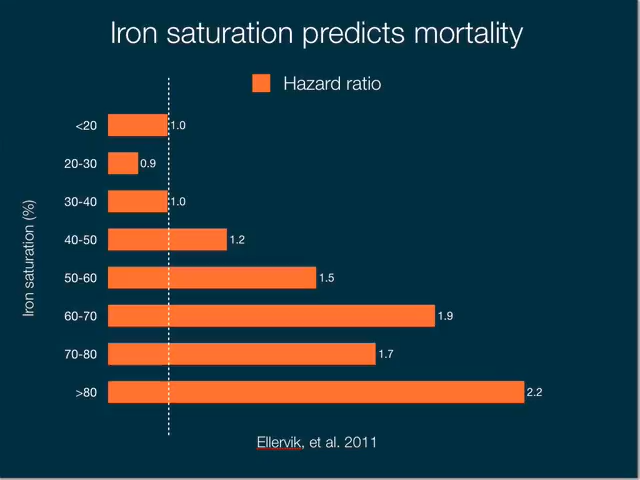 Iron saturation predicts mortality
Hazard ratio
Iron saturation (%)
<20 1.0
20-30 0.9
30-40 1.0
40-50 1.2
50-60 1.5
60-70 1.9
70-80 1.7
>80 2.2
Ellervik, et al. 2011